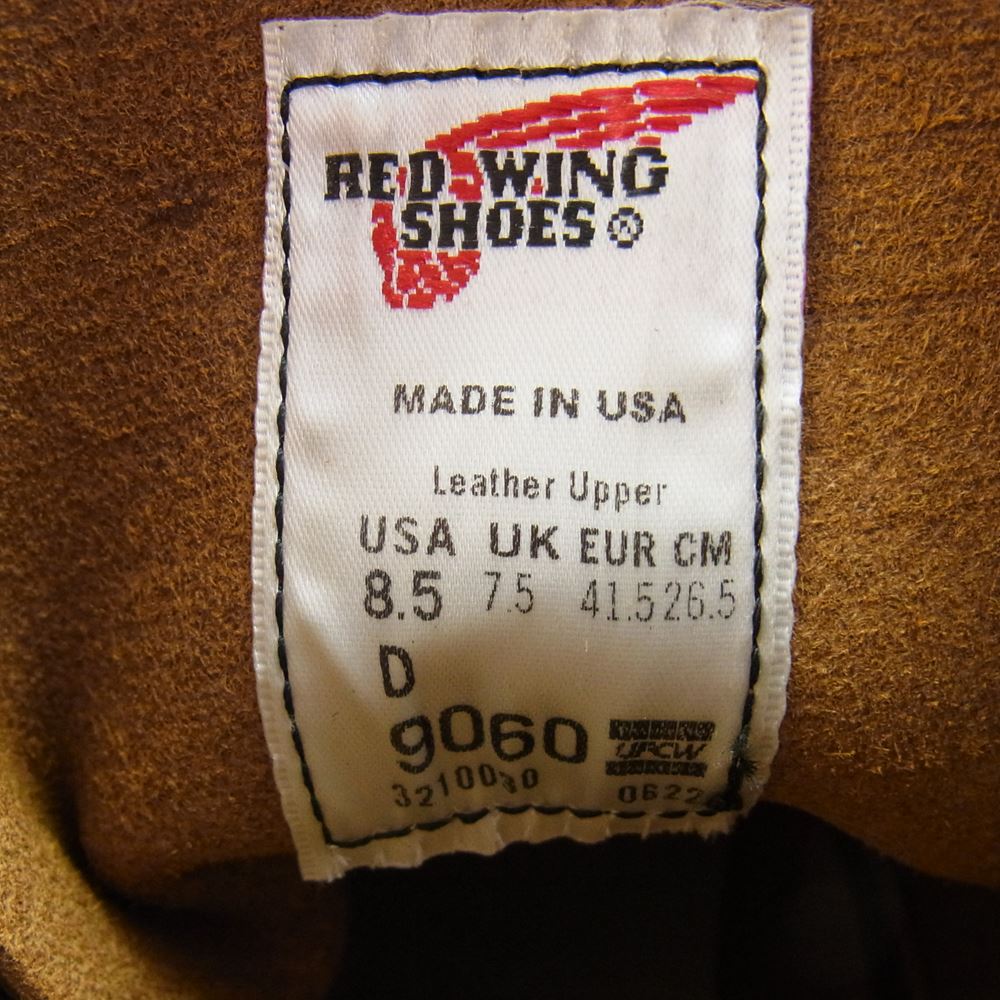 RED WING
SHOES ®
MADE IN USA
Leather Upper
USA UK EUR CM
8.5 7.5 41.5 26.5
D
9060
UFCW
3210030